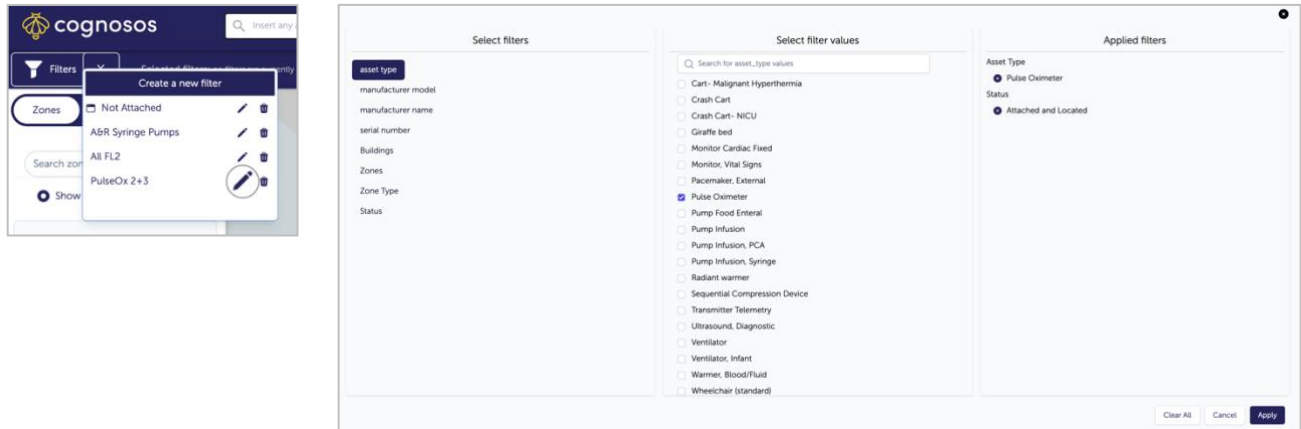 cognosos
Insert any
Filters
Create a new filter
Zones
Not Attached
A&R Syringe Pumps
All FL2
PulseOx 2+3
Search zon
Show
Select filters
asset type
manufacturer model
manufacturer name
serial number
Buildings
Zones
Zone Type
Status
Select filter values
Search for asset_type values
Cart- Malignant Hyperthermia
Crash Cart
Crash Cart- NICU
Giraffe bed
Monitor Cardiac Fixed
Monitor, Vital Signs
Pacemaker, External
Pulse Oximeter
Pump Food Enteral
Pump Infusion
Pump Infusion, PCA
Pump Infusion, Syringe
Radiant warmer
Sequential Compression Device
Transmitter Telemetry
Ultrasound, Diagnostic
Ventilator
Ventilator, Infant
Warmer, Blood/Fluid
Wheelchair (standard)
Applied filters
Asset Type
Pulse Oximeter
Status
Attached and Located
Clear All
Cancel
Apply